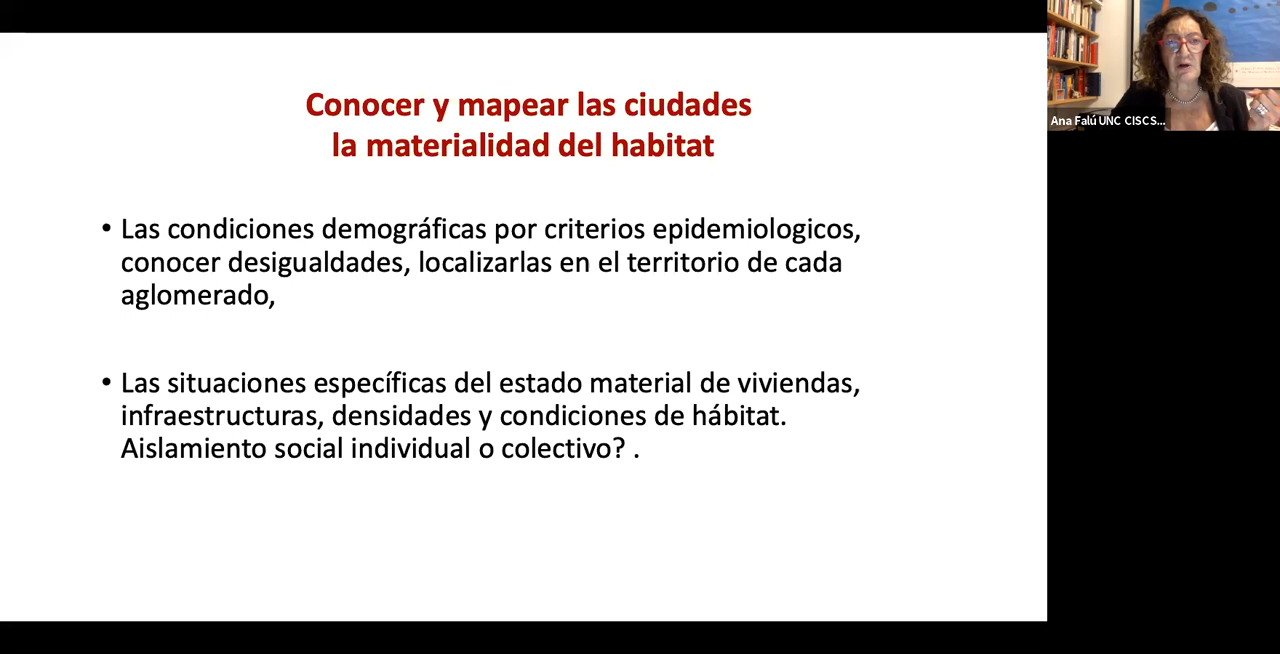 Conocer y mapear las ciudades
la materialidad del habitat
• Las condiciones demográficas por criterios epidemiologicos,
conocer desigualdades, localizarlas en el territorio de cada
aglomerado,
• Las situaciones específicas del estado material de viviendas,
infraestructuras, densidades y condiciones de hábitat.
Aislamiento social individual o colectivo? .
Ana Falú UNC CISCS...